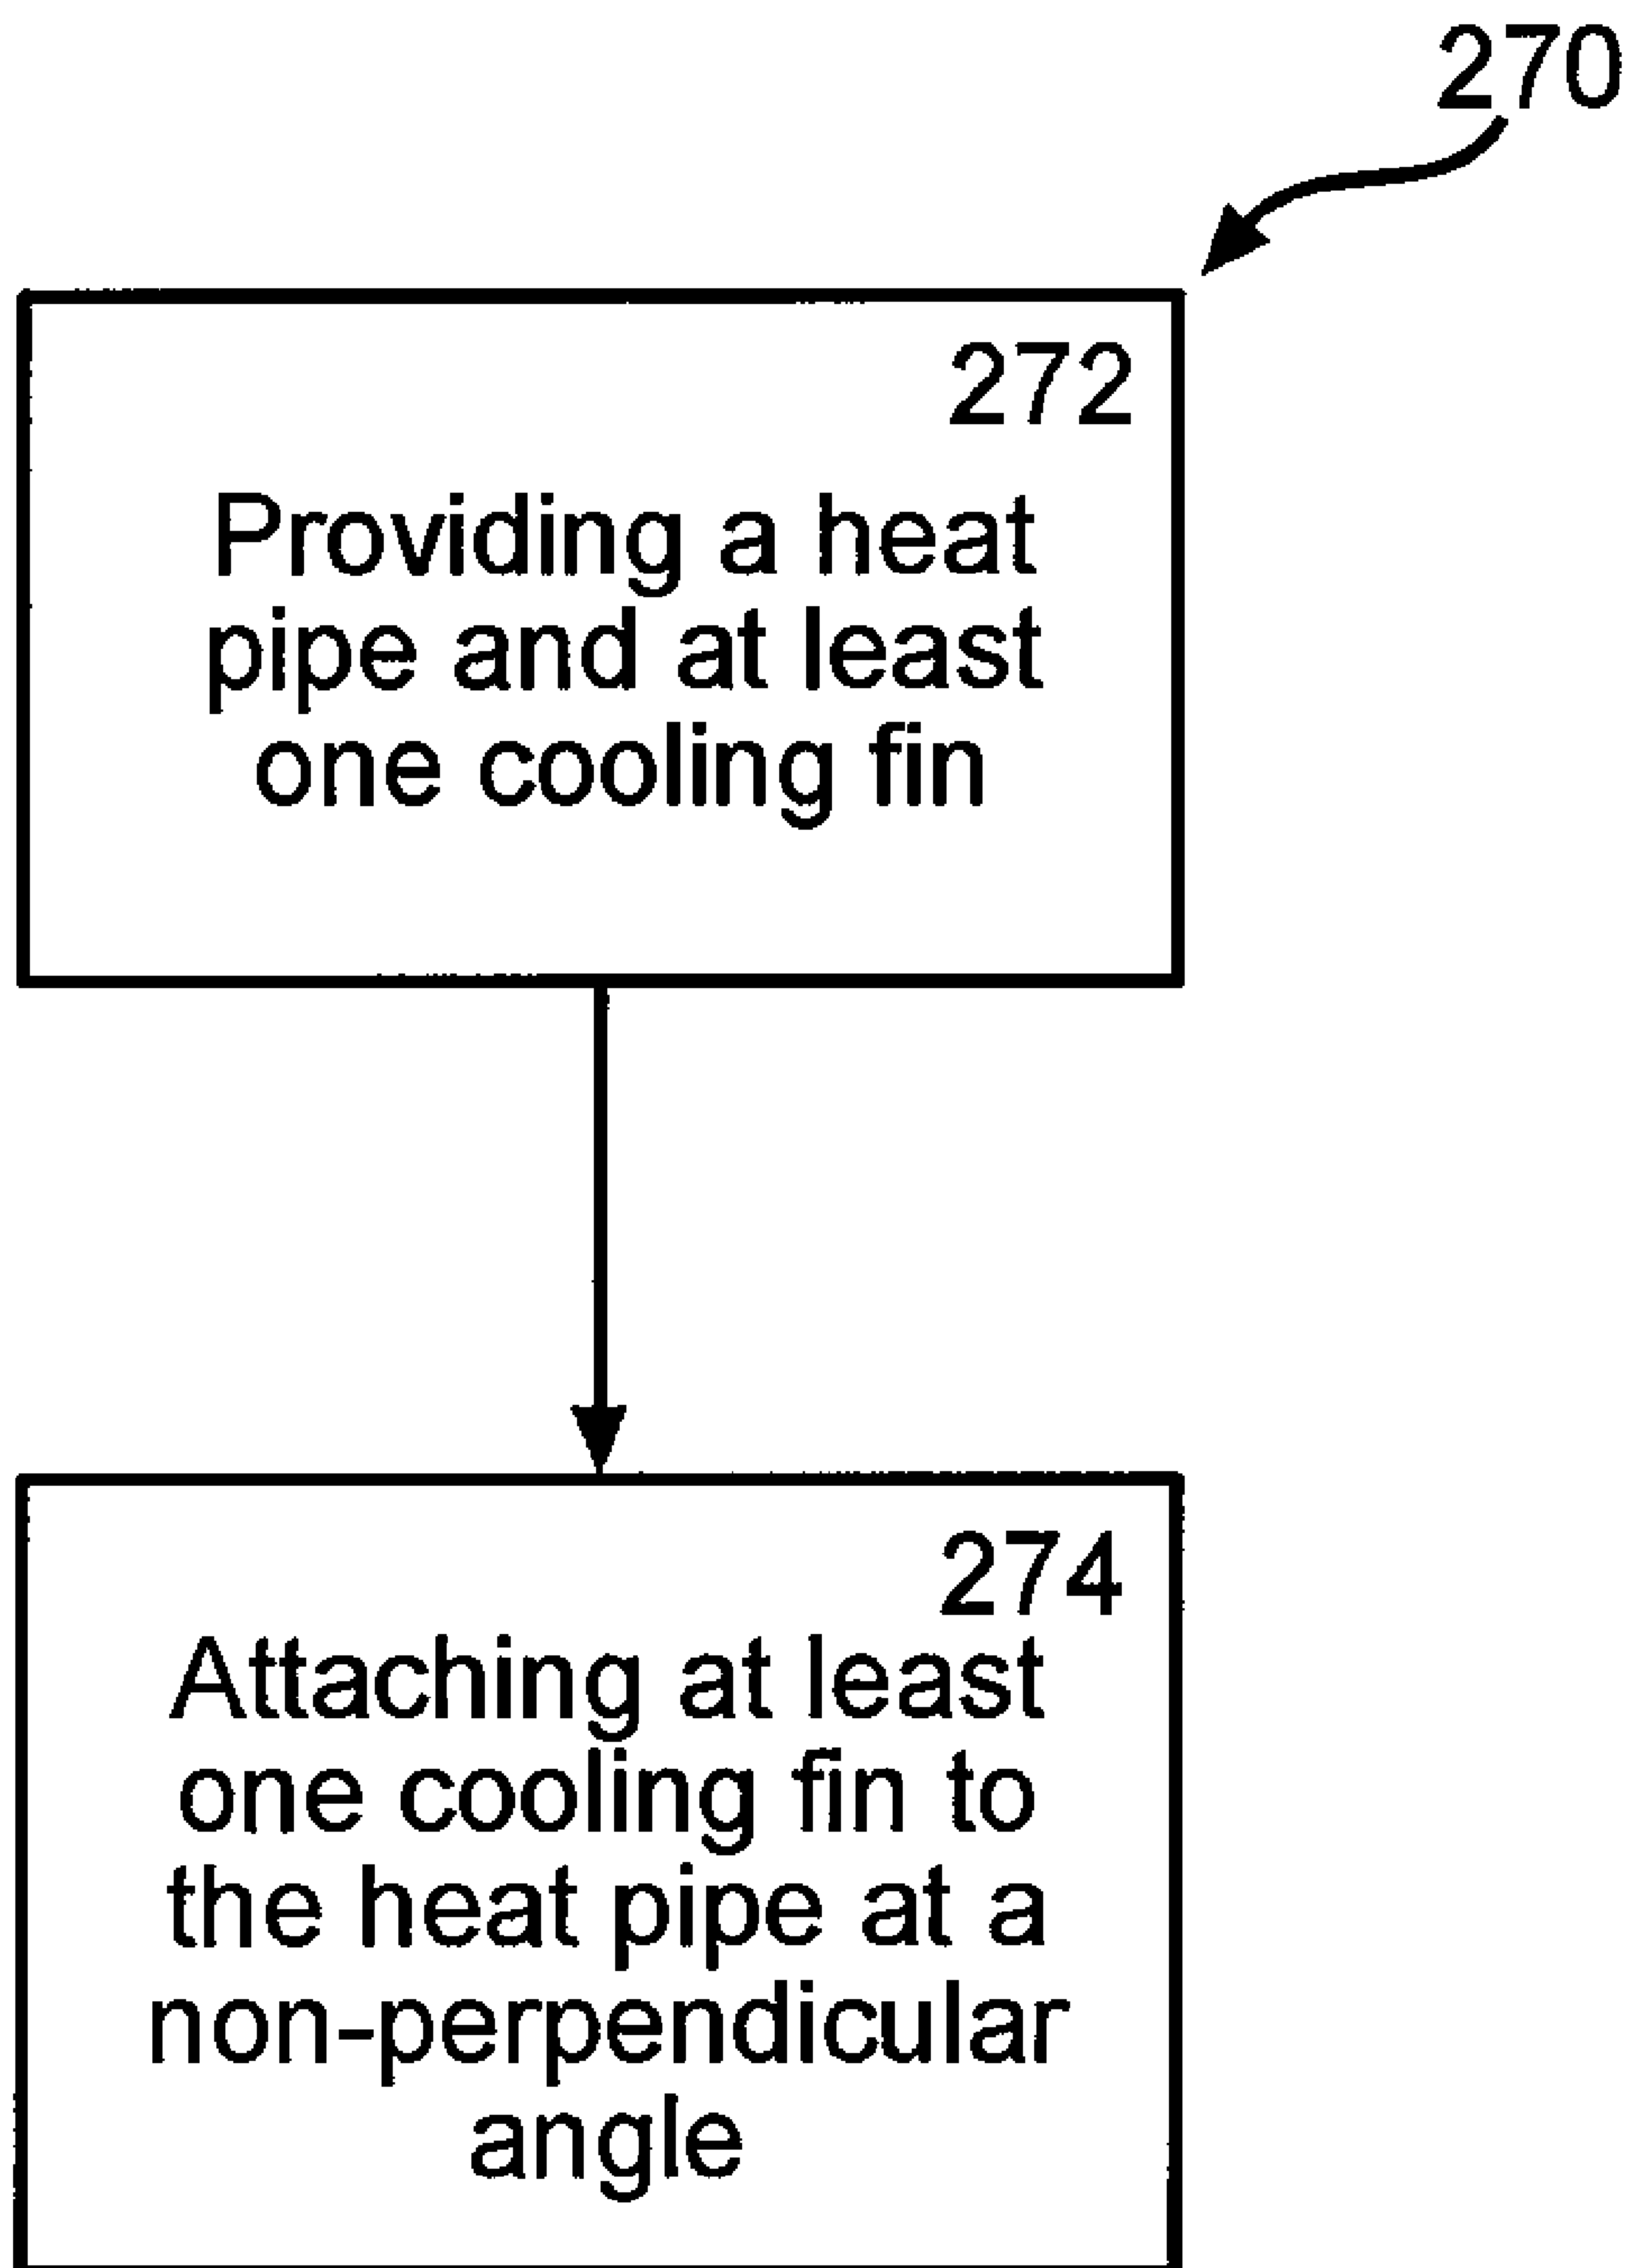 270
272
Providing a heat
pipe and at least
one cooling fin
274
Attaching at least
one cooling fin to
the heat pipe at a
non-perpendicular
angle